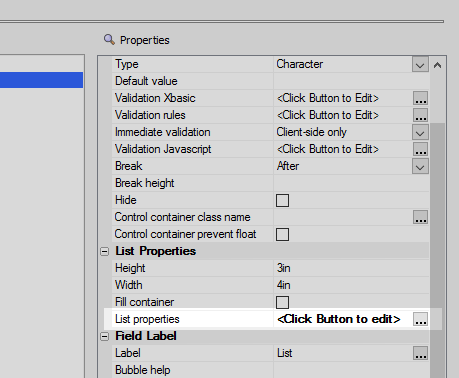 Properties
Type Character
Default value
Validation Xbasic <Click Button to Edit> ...
Validation rules <Click Button to Edit> ...
Immediate validation Client-side only
Validation Javascript <Click Button to Edit> ...
Break After
Break height
Hide
Control container class name ...
Control container prevent float
List Properties
Height 3in
Width 4in
Fill container
List properties <Click Button to edit> ...
Field Label
Label List ...
Bubble help